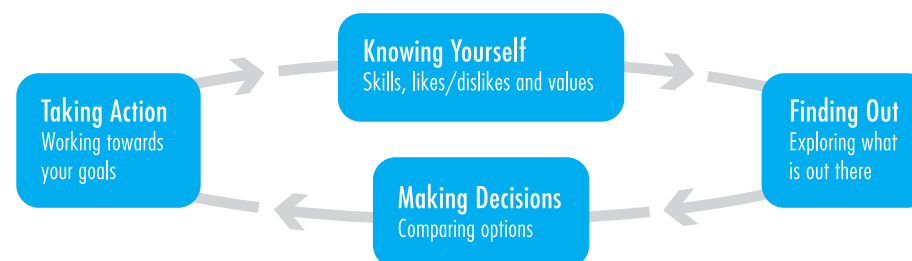 Knowing Yourself
Skills, likes/dislikes and values
Taking Action
Working towards
your goals
Finding Out
Exploring what
is out there
Making Decisions
Comparing options